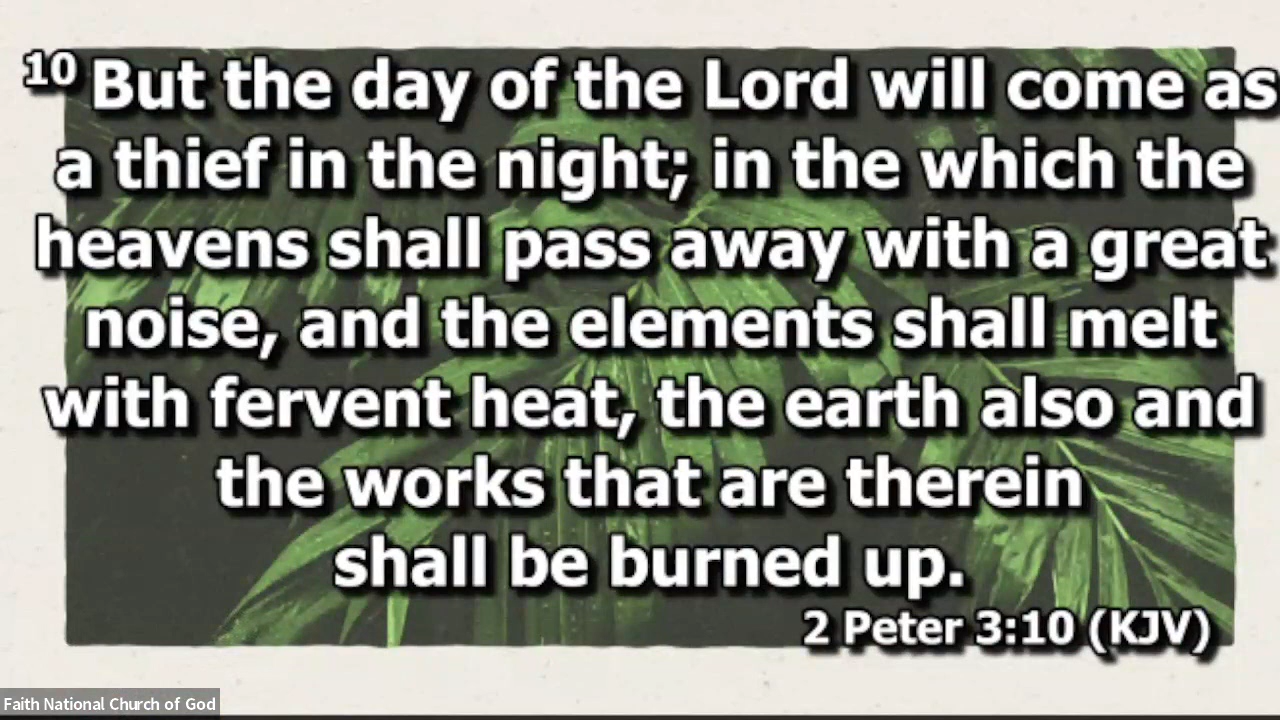 10 But the day of the Lord will come as
a thief in the night; in the which the
heavens shall pass away with a great
noise, and the elements shall melt
with fervent heat, the earth also and
the works that are therein
shall be burned up.
2 Peter 3:10 (KJV)
Faith National Church of God